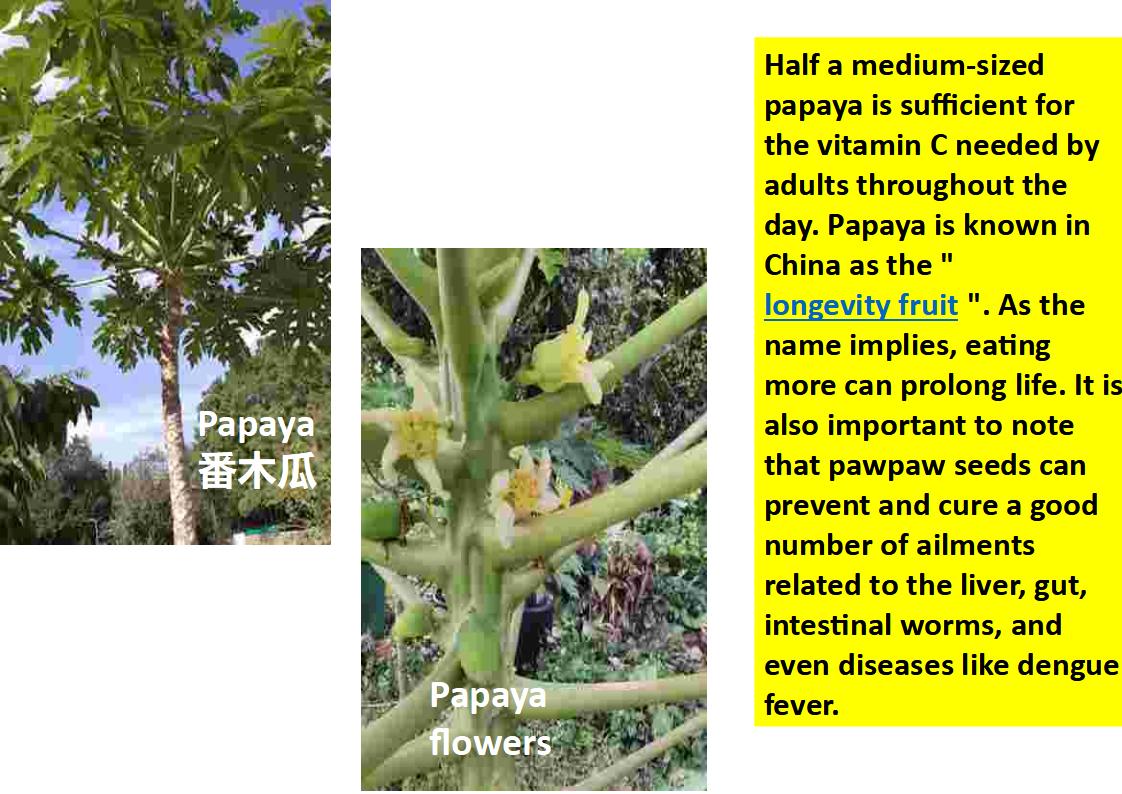 Papaya
番木瓜
Papaya
flowers
Half a medium-sized
papaya is sufficient for
the vitamin C needed by
adults throughout the
day. Papaya is known in
China as the "
longevity fruit ". As the
name implies, eating
more can prolong life. It is
also important to note
that pawpaw seeds can
prevent and cure a good
number of ailments
related to the liver, gut,
intestinal worms, and
even diseases like dengue
fever.